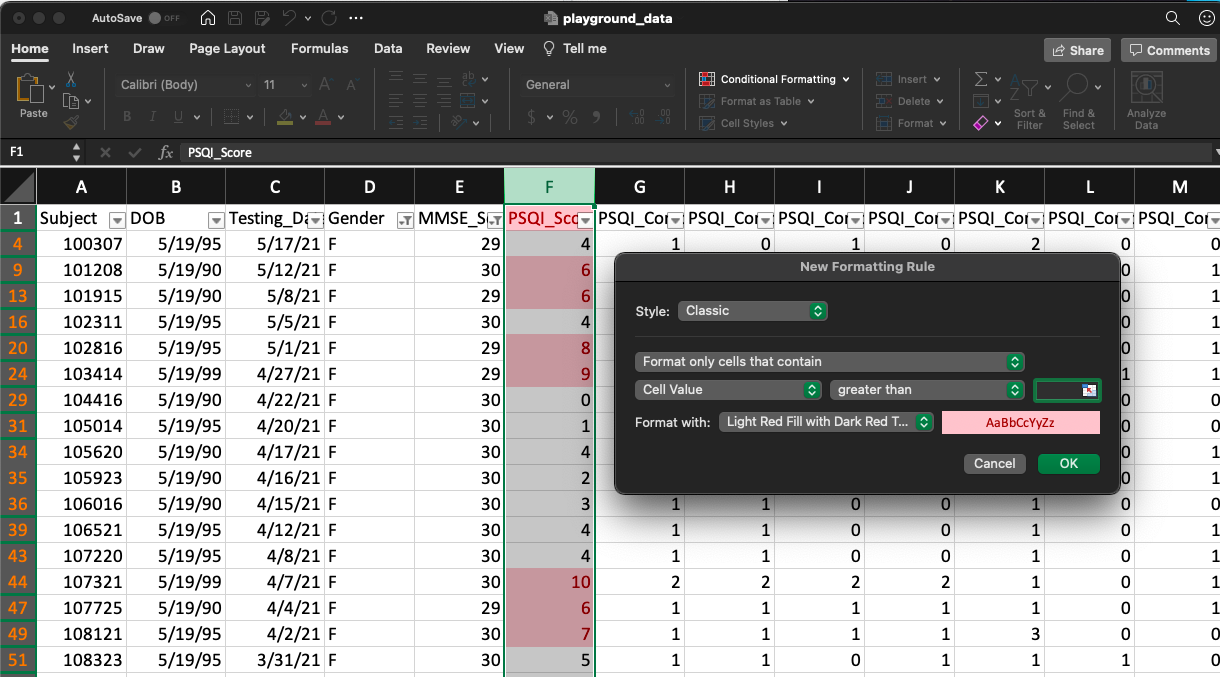 AutoSave OFF playground_data
Home Insert Draw Page Layout Formulas Data Review View Tell me Share Comments
Paste Calibri (Body) 11 A A General Conditional Formatting Insert Sort & Find & Analyze
B I U A $ % Format as Table Delete Filter Select Data
Cell Styles Format
F1 fx PSQI_Score
A B C D E F G H I J K L M
1 Subject DOB Testing_Da Gender MMSE_S PSQI_Sco PSQI_Cor PSQI_Cor PSQI_Cor PSQI_Cor PSQI_Cor PSQI_Cor PSQI_Cor
4 100307 5/19/95 5/17/21 F 29 4 1 0 1 0 2 0 0
9 101208 5/19/90 5/12/21 F 30 6 0 1
13 101915 5/19/90 5/8/21 F 29 6 0 1
16 102311 5/19/95 5/5/21 F 30 4 0 1
20 102816 5/19/95 5/1/21 F 29 8 0 1
24 103414 5/19/99 4/27/21 F 29 9 1 1
29 104416 5/19/90 4/22/21 F 30 0 0 0
31 105014 5/19/95 4/20/21 F 30 1 0 0
34 105620 5/19/90 4/17/21 F 30 4 0 1
35 105923 5/19/90 4/16/21 F 30 2 0 1
36 106016 5/19/90 4/15/21 F 30 3 1 1 0 0 1 0 0
39 106521 5/19/95 4/12/21 F 30 4 1 1 0 0 1 0 1
43 107220 5/19/95 4/8/21 F 30 4 1 1 0 0 1 0 1
44 107321 5/19/99 4/7/21 F 30 10 2 2 2 2 1 0 1
47 107725 5/19/90 4/4/21 F 29 6 1 1 1 1 1 0 1
49 108121 5/19/95 4/2/21 F 30 7 1 1 1 1 3 0 0
51 108323 5/19/95 3/31/21 F 30 5 1 1 0 1 1 1 0
New Formatting Rule
Style: Classic
Format only cells that contain
Cell Value greater than
Format with: Light Red Fill with Dark Red T... AaBbCcYyZz
Cancel OK